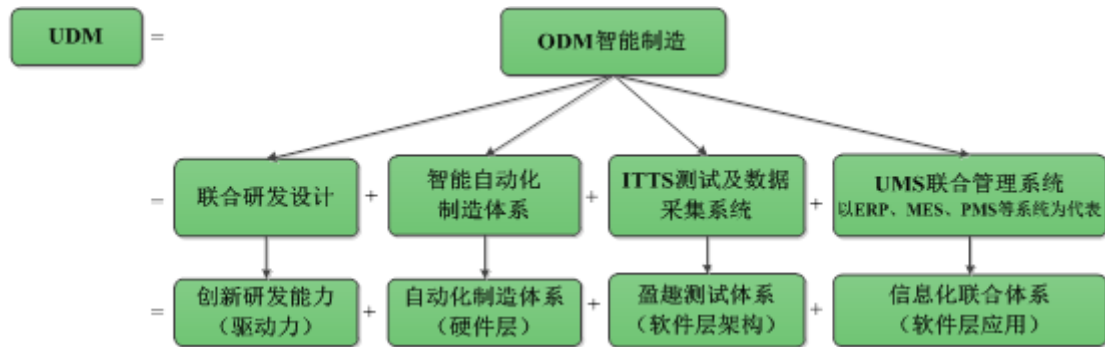 UDM = ODM智能制造
= 联合研发设计 + 智能自动化 + ITTS测试及数据 + UMS联合管理系统
制造体系 采集系统 以ERP、MES、PMS等系统为代表
= 创新研发能力 + 自动化制造体系 + 盈趣测试体系 + 信息化联合体系
（驱动力） （硬件层） （软件层架构） （软件层应用）